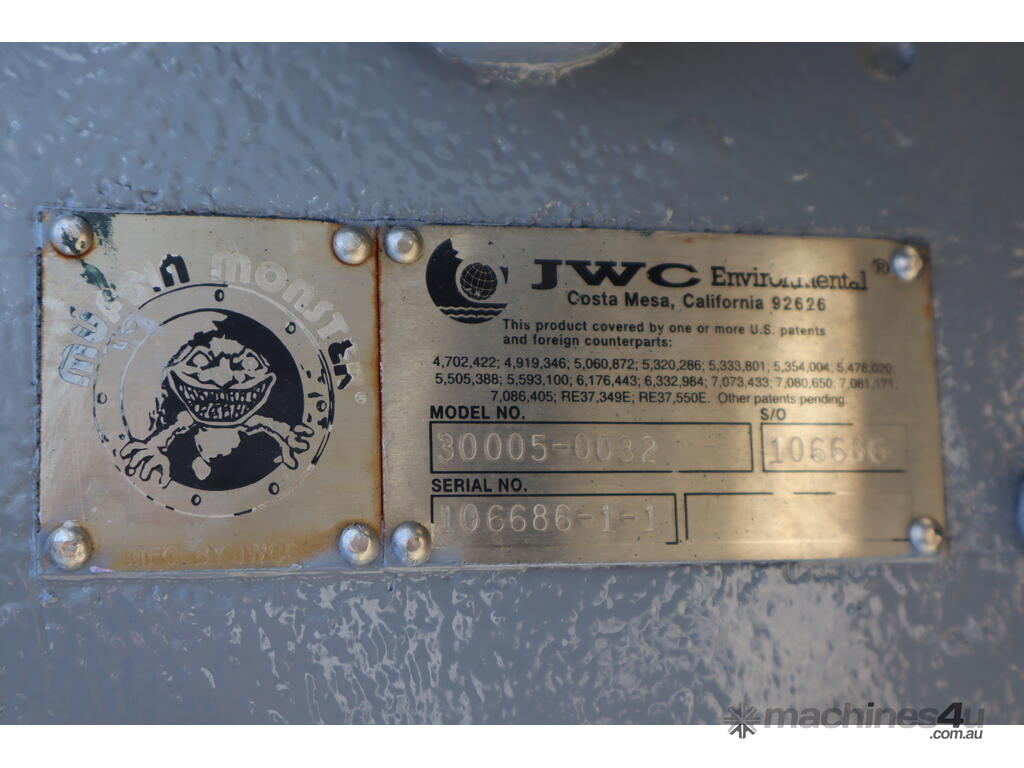 MUFFIN MONSTER®
MFG. BY JWCE
JWC Environmental®
Costa Mesa, California 92626
This product covered by one or more U.S. patents
and foreign counterparts:
4,702,422; 4,919,346; 5,060,872; 5,320,286; 5,333,801; 5,354,004; 5,478,020;
5,505,388; 5,593,100; 6,176,443; 6,332,984; 7,073,433; 7,080,650; 7,081,171,
7,086,405; RE37,349E; RE37,550E. Other patents pending.
MODEL NO. S/O
30005-0032 106686
SERIAL NO.
106686-1-1
machines4u
.com.au